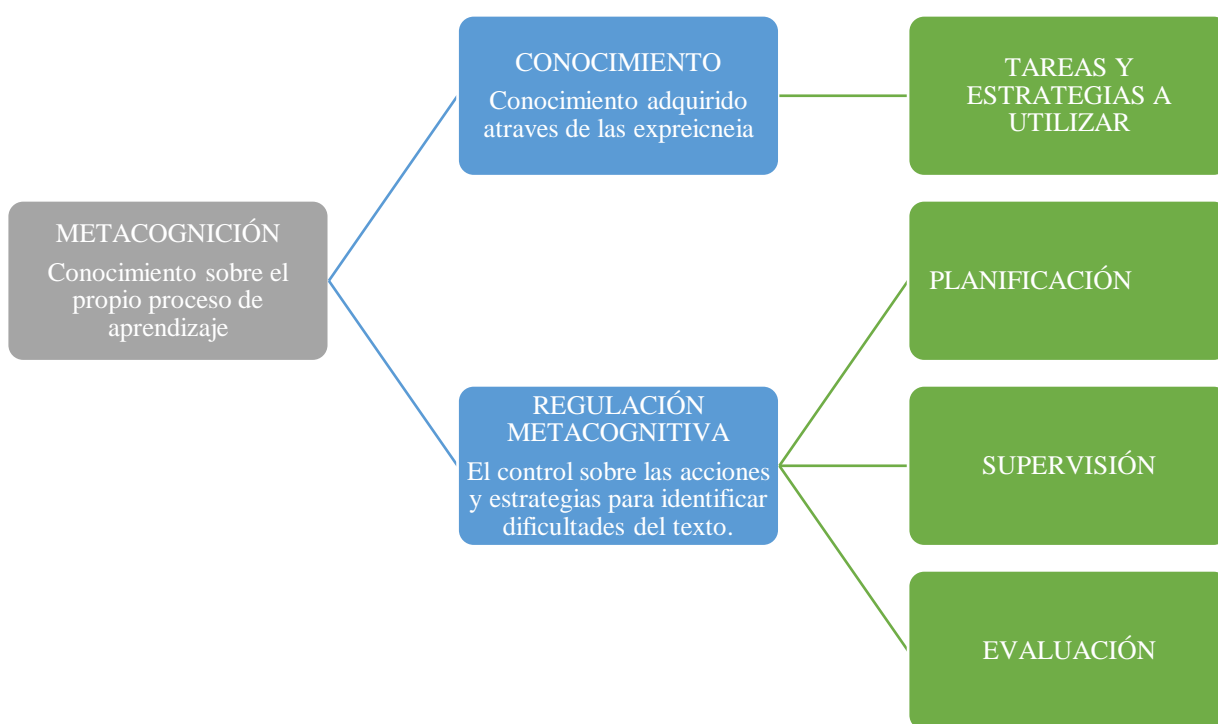 METACOGNICIÓN
Conocimiento sobre el
propio proceso de
aprendizaje
CONOCIMIENTO
Conocimiento adquirido
atraves de las expreicneia
TAREAS Y
ESTRATEGIAS A
UTILIZAR
REGULACIÓN
METACOGNITIVA
El control sobre las acciones
y estrategias para identificar
dificultades del texto.
PLANIFICACIÓN
SUPERVISIÓN
EVALUACIÓN